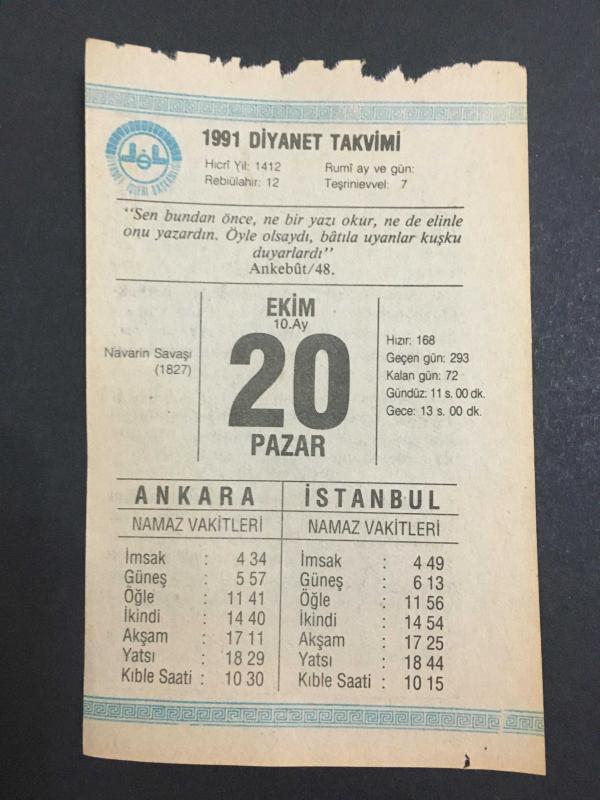 1991 DİYANET TAKVİMİ
Hicrî Yıl: 1412
Rebiülahir: 12
Rumî ay ve gün:
Teşrinievvel: 7
DİYANET İŞLERİ BAŞKANLIĞI
"Sen bundan önce, ne bir yazı okur, ne de elinle
onu yazardın. Öyle olsaydı, bâtıla uyanlar kuşku
duyarlardı"
Ankebût/48.
Navarin Savaşı
(1827)
EKİM
10.Ay
20
PAZAR
Hızır: 168
Geçen gün: 293
Kalan gün: 72
Gündüz: 11 s. 00 dk.
Gece: 13 s. 00 dk.
ANKARA
NAMAZ VAKİTLERİ
İmsak : 4 34
Güneş : 5 57
Öğle : 11 41
İkindi : 14 40
Akşam : 17 11
Yatsı : 18 29
Kıble Saati : 10 30
İSTANBUL
NAMAZ VAKİTLERİ
İmsak : 4 49
Güneş : 6 13
Öğle : 11 56
İkindi : 14 54
Akşam : 17 25
Yatsı : 18 44
Kıble Saati : 10 15